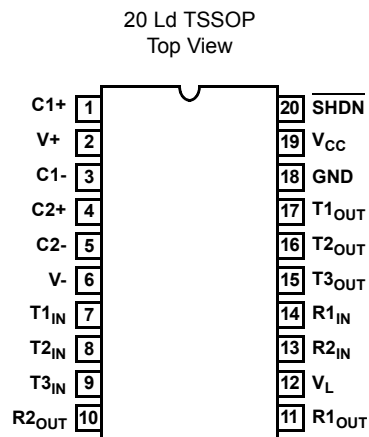 20 Ld TSSOP
Top View
C1+ 1 20 SHDN
V+ 2 19 VCC
C1- 3 18 GND
C2+ 4 17 T1OUT
C2- 5 16 T2OUT
V- 6 15 T3OUT
T1IN 7 14 R1IN
T2IN 8 13 R2IN
T3IN 9 12 VL
R2OUT 10 11 R1OUT